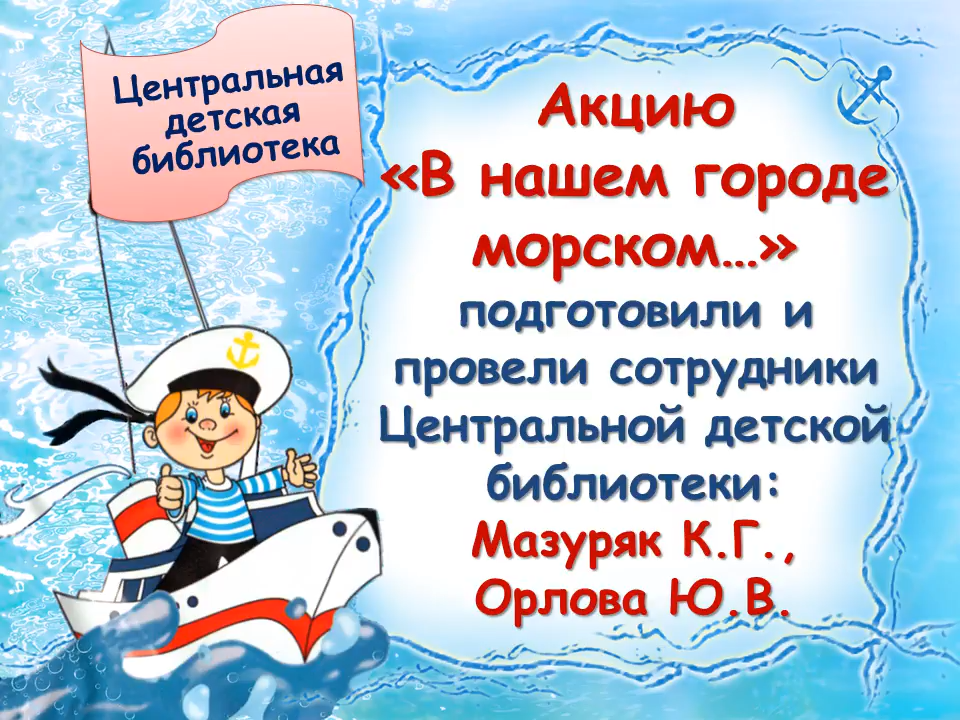 Центральная
детская
библиотека
Акцию
«В нашем городе
морском…»
подготовили и
провели сотрудники
Центральной детской
библиотеки:
Мазуряк К.Г.,
Орлова Ю.В.